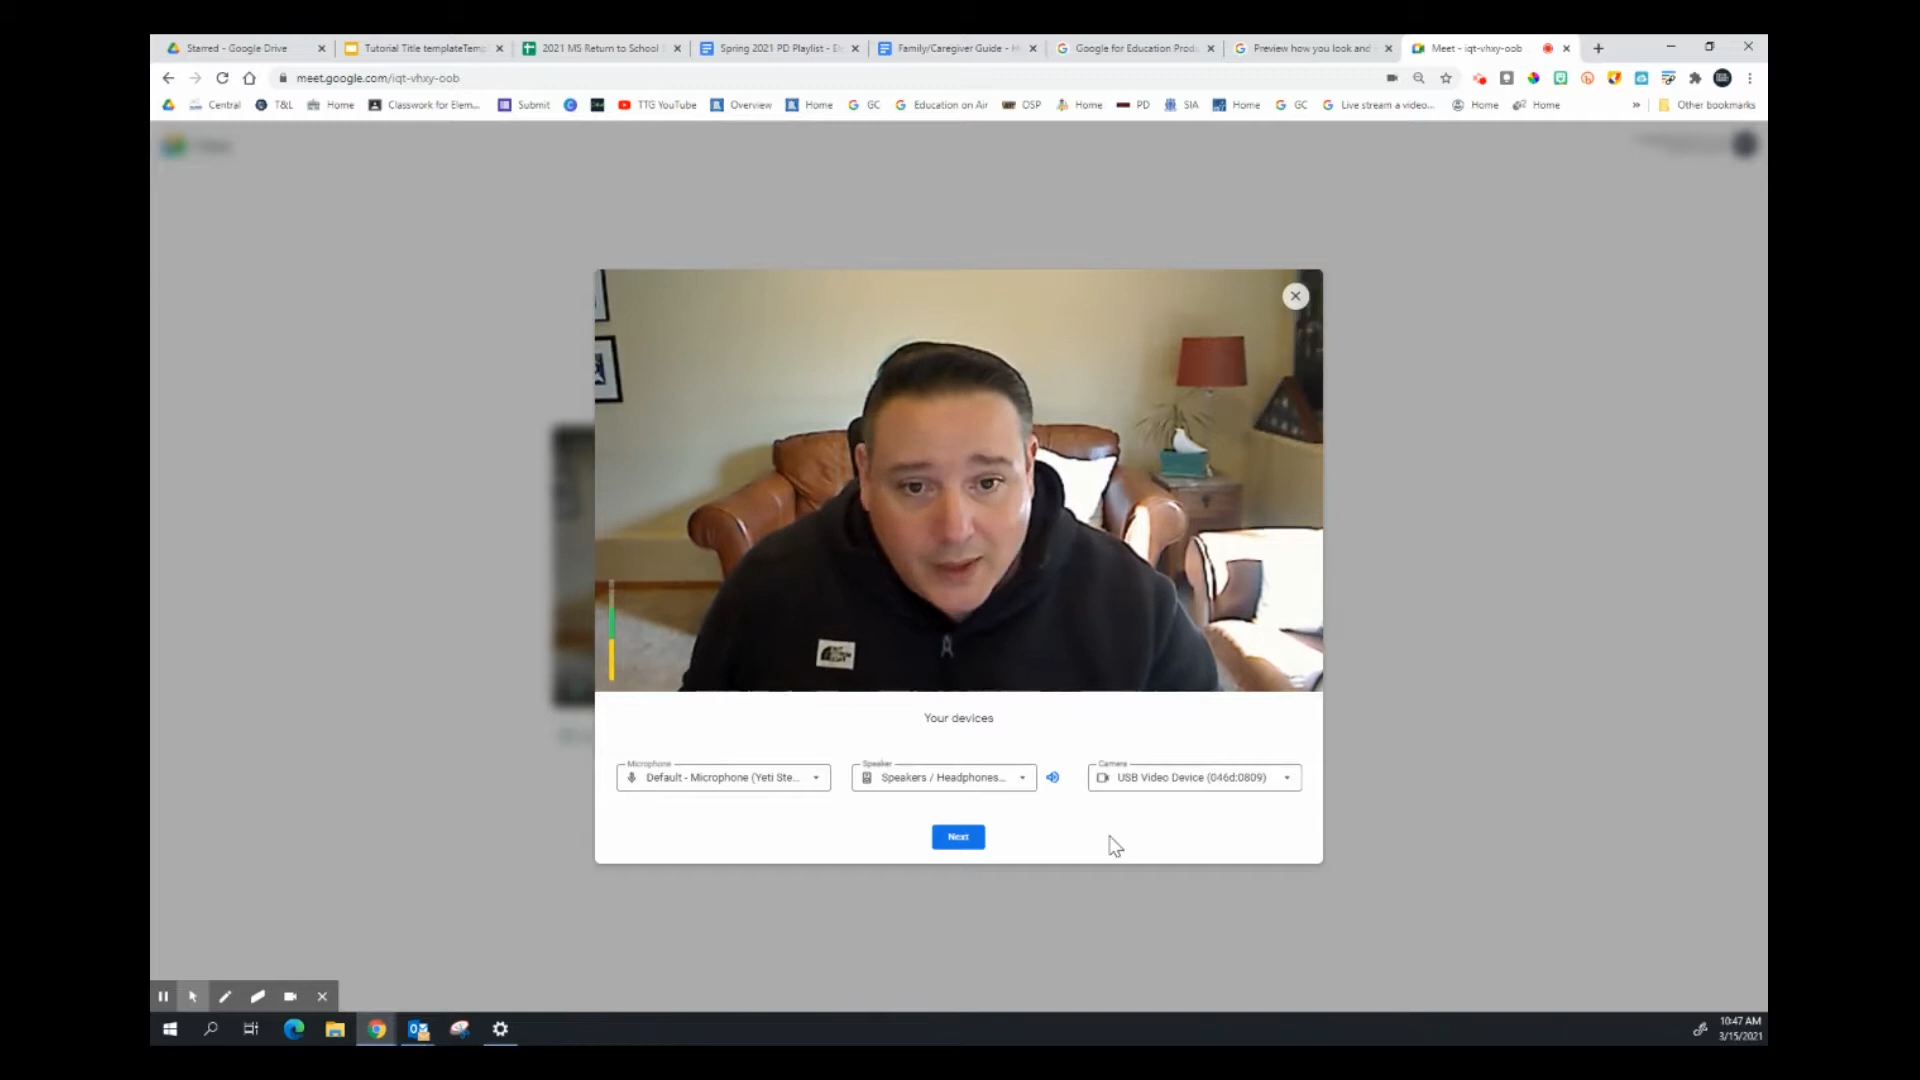 Starred - Google Drive
Tutorial Title templateTemp
2021 MS Return to School
Spring 2021 PD Playlist - El
Family/Caregiver Guide -
Google for Education Produ
Preview how you look and
Meet - iqt-vhxy-oob
meet.google.com/iqt-vhxy-oob
Central
T&L
Home
Classwork for Elem...
Submit
TTG YouTube
Overview
Home
GC
Education on Air
OSP
Home
PD
SIA
Home
GC
Live stream a video...
Home
Home
»
Other bookmarks
Your devices
Microphone
Default - Microphone (Yeti Ste...
Speaker
Speakers / Headphones...
Camera
USB Video Device (046d:0809)
Next
10:47 AM
3/15/2021